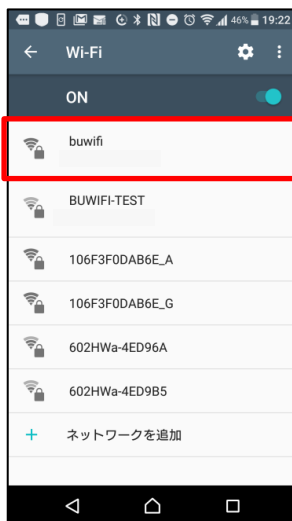 46% 19:22
Wi-Fi
ON
buwifi
BUWIFI-TEST
106F3F0DAB6E_A
106F3F0DAB6E_G
602HWa-4ED96A
602HWa-4ED9B5
ネットワークを追加